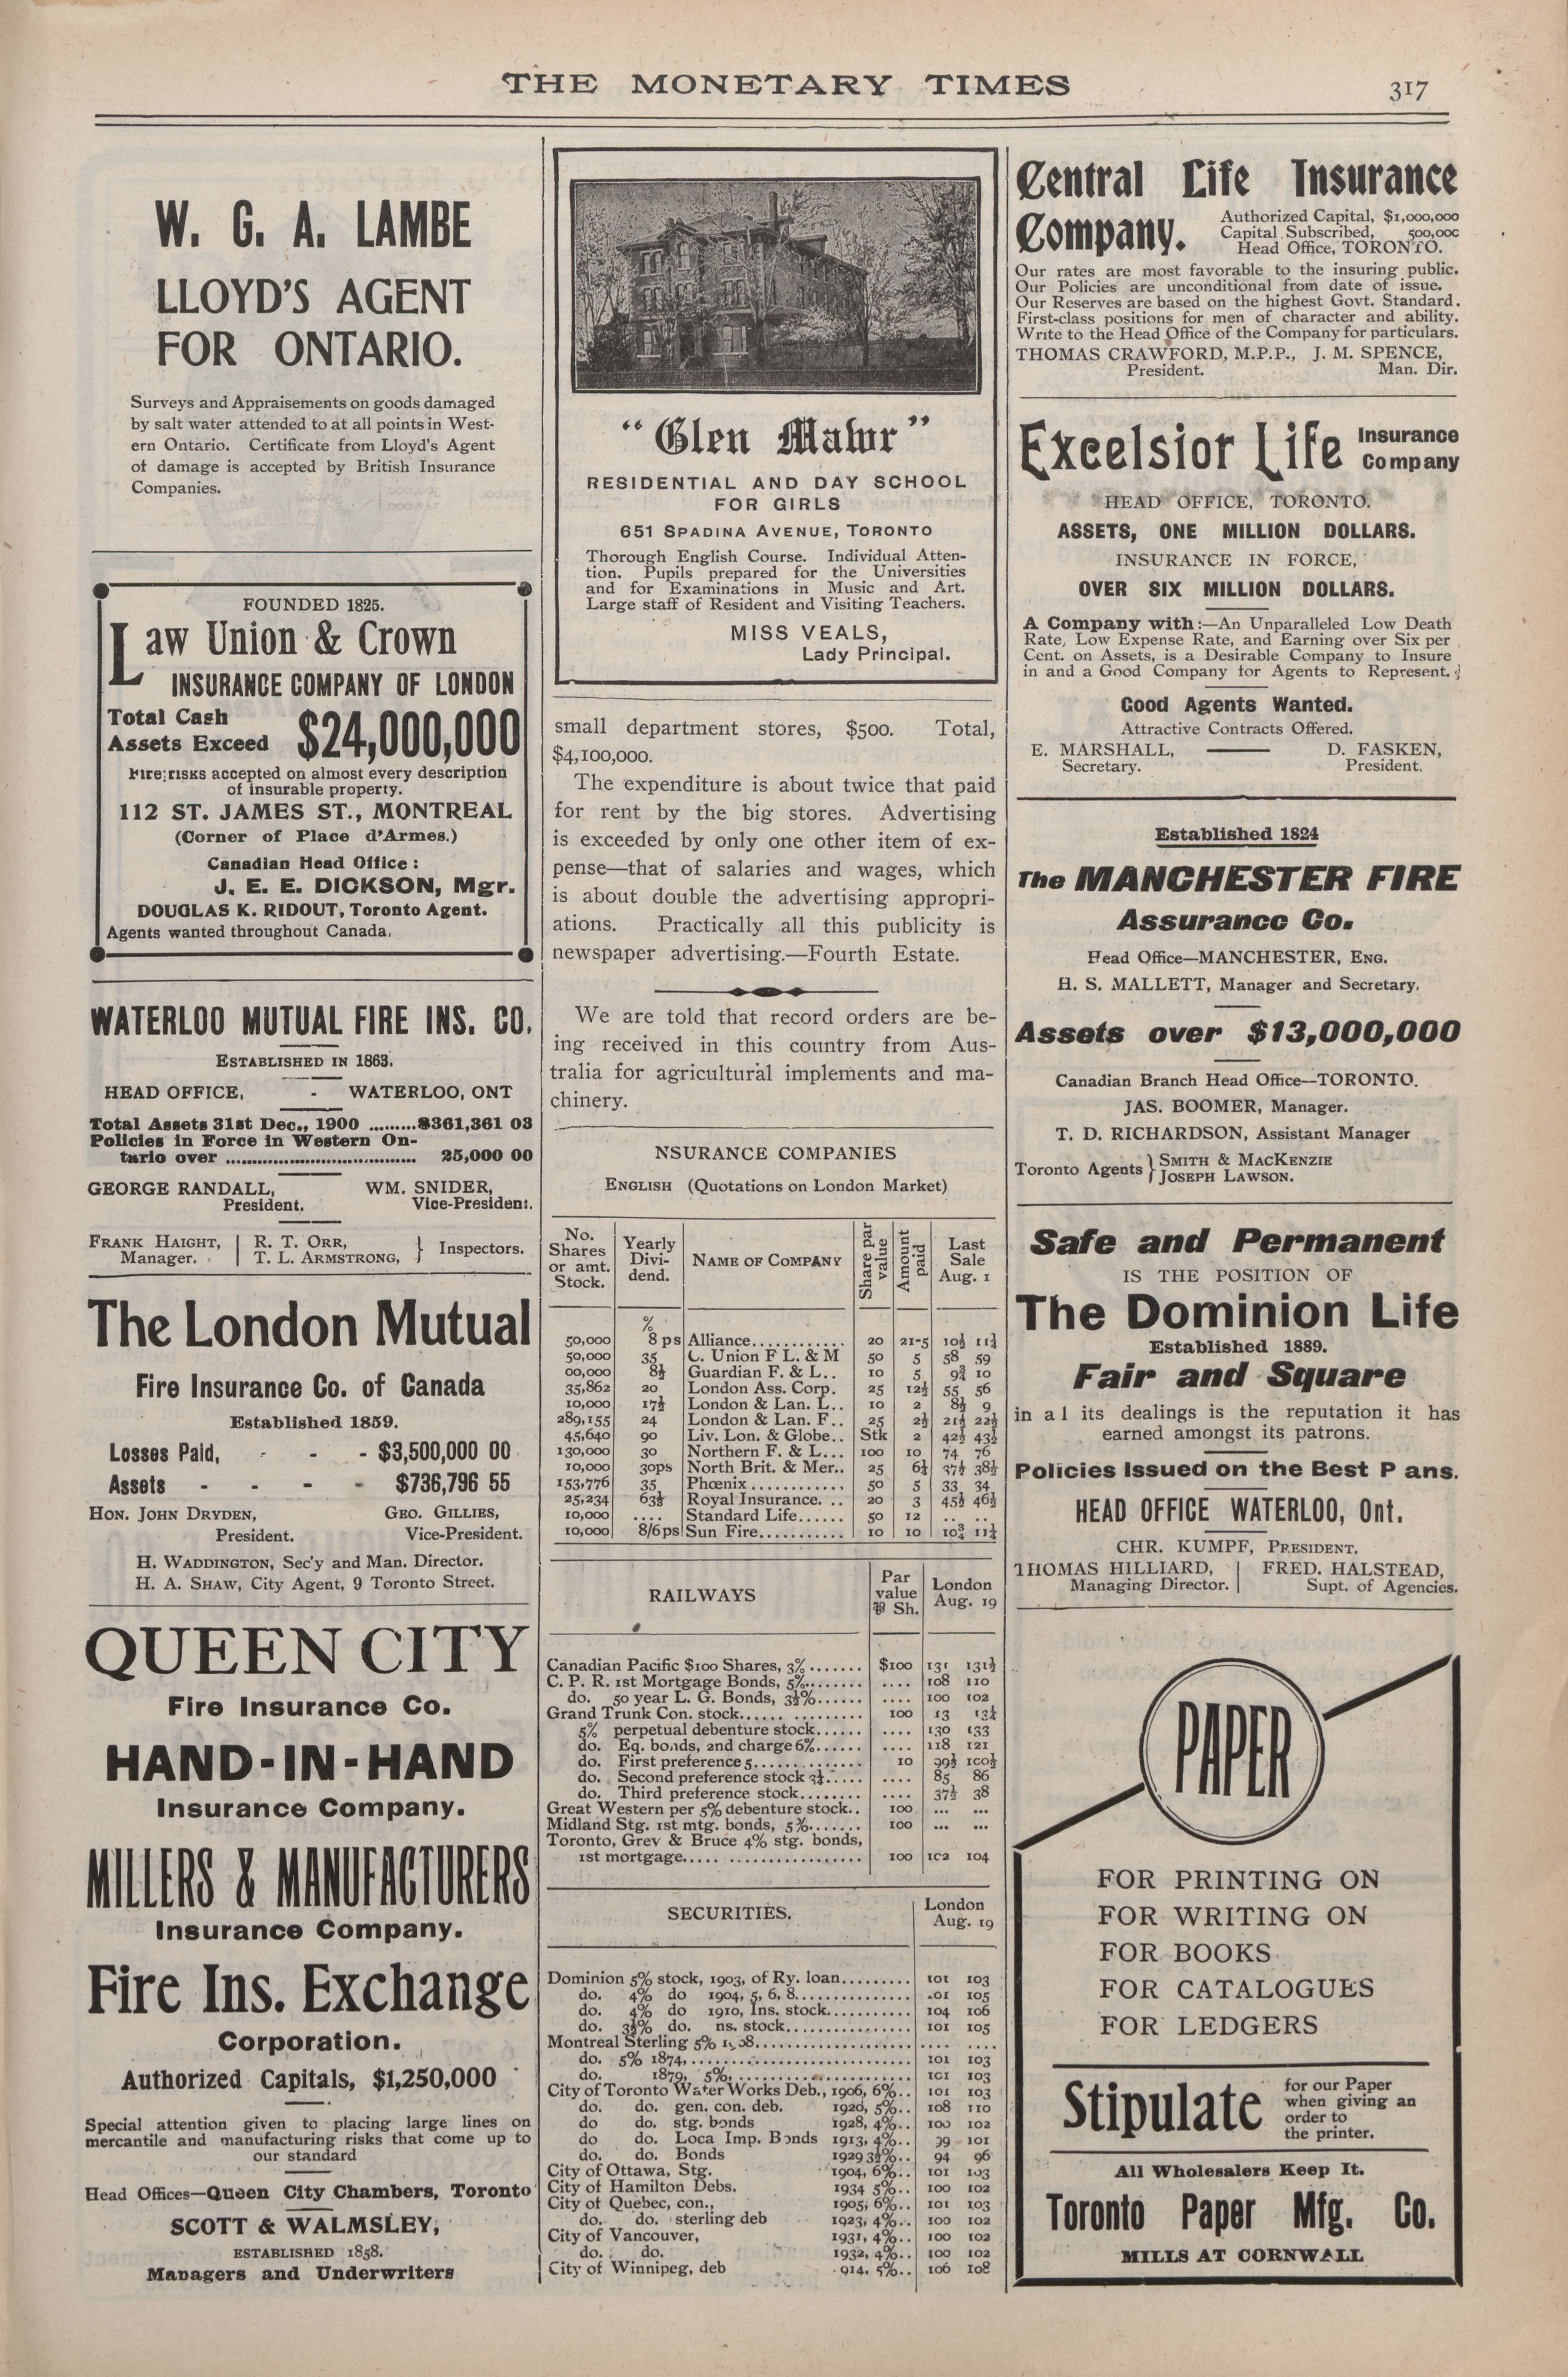 THE MONETARY TIMES
317
W. G. A. LAMBE
LLOYD'S AGENT
FOR ONTARIO.
Surveys and Appraisements on goods damaged
by salt water attended to at all points in West-
ern Ontario. Certificate from Lloyd's Agent
of damage is accepted by British Insurance
Companies.
FOUNDED 1825.
Law Union & Crown
INSURANCE COMPANY OF LONDON
Total Cash
Assets Exceed $24,000,000
Fire risks accepted on almost every description
of insurable property.
112 ST. JAMES ST., MONTREAL
(Corner of Place d'Armes.)
Canadian Head Office:
J. E. E. DICKSON, Mgr.
DOUGLAS K. RIDOUT, Toronto Agent.
Agents wanted throughout Canada.
WATERLOO MUTUAL FIRE INS. CO.
ESTABLISHED IN 1863.
HEAD OFFICE, - WATERLOO, ONT
Total Assets 31st Dec., 1900 .........$361,361 03
Policies in Force in Western On-
tario over .................................. 25,000 00
GEORGE RANDALL, WM. SNIDER,
President. Vice-President.
FRANK HAIGHT, | R. T. ORR, } Inspectors.
Manager. | T. L. ARMSTRONG,
The London Mutual
Fire Insurance Co. of Canada
Established 1859.
Losses Paid, - - - $3,500,000 00
Assets - - - - $736,796 55
HON. JOHN DRYDEN, GEO. GILLIES,
President. Vice-President.
H. WADDINGTON, Sec'y and Man. Director.
H. A. SHAW, City Agent, 9 Toronto Street.
QUEEN CITY
Fire Insurance Co.
HAND-IN-HAND
Insurance Company.
MILLERS & MANUFACTURERS
Insurance Company.
Fire Ins. Exchange
Corporation.
Authorized Capitals, $1,250,000
Special attention given to placing large lines on
mercantile and manufacturing risks that come up to
our standard
Head Offices—Queen City Chambers, Toronto
SCOTT & WALMSLEY,
ESTABLISHED 1858.
Managers and Underwriters
"Glen Mawr"
RESIDENTIAL AND DAY SCHOOL
FOR GIRLS
651 SPADINA AVENUE, TORONTO
Thorough English Course. Individual Atten-
tion. Pupils prepared for the Universities
and for Examinations in Music and Art.
Large staff of Resident and Visiting Teachers.
MISS VEALS,
Lady Principal.
small department stores, $500. Total,
$4,100,000.
The expenditure is about twice that paid
for rent by the big stores. Advertising
is exceeded by only one other item of ex-
pense—that of salaries and wages, which
is about double the advertising appropri-
ations. Practically all this publicity is
newspaper advertising.—Fourth Estate.
We are told that record orders are be-
ing received in this country from Aus-
tralia for agricultural implements and ma-
chinery.
NSURANCE COMPANIES
ENGLISH (Quotations on London Market)
No. Shares or amt. Stock. | Yearly Divi-dend. | NAME OF COMPANY | Share par value | Amount paid | Last Sale Aug. 1
%
50,000 8 ps Alliance............ 20 21-5 10½ 11¼
50,000 35 C. Union F L. & M 50 5 58 59
00,000 8½ Guardian F. & L.. 10 5 9¾ 10
35,862 20 London Ass. Corp. 25 12½ 55 56
10,000 17½ London & Lan. L.. 10 2 8½ 9
289,155 24 London & Lan. F.. 25 2½ 21½ 22½
45,640 90 Liv. Lon. & Globe.. Stk 2 42½ 43½
130,000 30 Northern F. & L... 100 10 74 76
10,000 30ps North Brit. & Mer.. 25 6¼ 37½ 38½
153,776 35 Phœnix............ 50 5 33 34
25,234 63½ Royal Insurance. .. 20 3 45½ 46½
10,000 .... Standard Life...... 50 12 .. ..
10,000 8/6ps Sun Fire........... 10 10 10¾ 11¼
RAILWAYS | Par value ⅌ Sh. | London Aug. 19
Canadian Pacific $100 Shares, 3%....... $100 131 131½
C. P. R. 1st Mortgage Bonds, 5%........ .... 108 110
do. 50 year L. G. Bonds, 3½%...... .... 100 102
Grand Trunk Con. stock................ 100 13 13¼
5% perpetual debenture stock...... .... 130 133
do. Eq. bonds, 2nd charge 6%...... .... 118 121
do. First preference 5.............. 10 99½ 100½
do. Second preference stock 3¼..... .... 85 86
do. Third preference stock........ .... 37½ 38
Great Western per 5% debenture stock.. 100 ... ...
Midland Stg. 1st mtg. bonds, 5%....... 100 ... ...
Toronto, Grey & Bruce 4% stg. bonds,
1st mortgage....................... 100 102 104
SECURITIES. | London Aug. 19
Dominion 5% stock, 1903, of Ry. loan......... 101 103
do. 4% do 1904, 5, 6, 8............... .01 105
do. 4% do 1910, Ins. stock........... 104 106
do. 3½% do. ns. stock................ 101 105
Montreal Sterling 5% 1908.................... .... ....
do. 5% 1874,............................ 101 103
do. 1879, 5%,........................ 101 103
City of Toronto Water Works Deb., 1906, 6%.. 101 103
do. do. gen. con. deb. 1920, 5%.. 108 110
do do. stg. bonds 1928, 4%.. 100 102
do do. Loca Imp. Bonds 1913, 4%.. 99 101
do. do. Bonds 1929 3½%.. 94 96
City of Ottawa, Stg. 1904, 6%.. 101 103
City of Hamilton Debs. 1934 5%.. 100 102
City of Quebec, con., 1905, 6%.. 101 103
do. do. sterling deb 1923, 4%.. 100 102
City of Vancouver, 1931, 4%.. 100 102
do. do. 1932, 4%.. 100 102
City of Winnipeg, deb 914, 5%.. 106 108
Central Life Insurance
Company.
Authorized Capital, $1,000,000
Capital Subscribed, 500,000
Head Office, TORONTO.
Our rates are most favorable to the insuring public.
Our Policies are unconditional from date of issue.
Our Reserves are based on the highest Govt. Standard.
First-class positions for men of character and ability.
Write to the Head Office of the Company for particulars.
THOMAS CRAWFORD, M.P.P., J. M. SPENCE,
President. Man. Dir.
Excelsior Life Insurance Company
HEAD OFFICE, TORONTO.
ASSETS, ONE MILLION DOLLARS.
INSURANCE IN FORCE,
OVER SIX MILLION DOLLARS.
A Company with:—An Unparalleled Low Death
Rate, Low Expense Rate, and Earning over Six per
Cent. on Assets, is a Desirable Company to Insure
in and a Good Company for Agents to Represent.
Good Agents Wanted.
Attractive Contracts Offered.
E. MARSHALL, D. FASKEN,
Secretary. President.
Established 1824
The MANCHESTER FIRE
Assurance Co.
Head Office—MANCHESTER, ENG.
H. S. MALLETT, Manager and Secretary.
Assets over $13,000,000
Canadian Branch Head Office—TORONTO.
JAS. BOOMER, Manager.
T. D. RICHARDSON, Assistant Manager
Toronto Agents } SMITH & MACKENZIE
JOSEPH LAWSON.
Safe and Permanent
IS THE POSITION OF
The Dominion Life
Established 1889.
Fair and Square
in a l its dealings is the reputation it has
earned amongst its patrons.
Policies Issued on the Best P ans.
HEAD OFFICE WATERLOO, Ont.
CHR. KUMPF, PRESIDENT.
THOMAS HILLIARD, | FRED. HALSTEAD,
Managing Director. | Supt. of Agencies.
PAPER
FOR PRINTING ON
FOR WRITING ON
FOR BOOKS
FOR CATALOGUES
FOR LEDGERS
Stipulate
for our Paper
when giving an
order to
the printer.
All Wholesalers Keep It.
Toronto Paper Mfg. Co.
MILLS AT CORNWALL